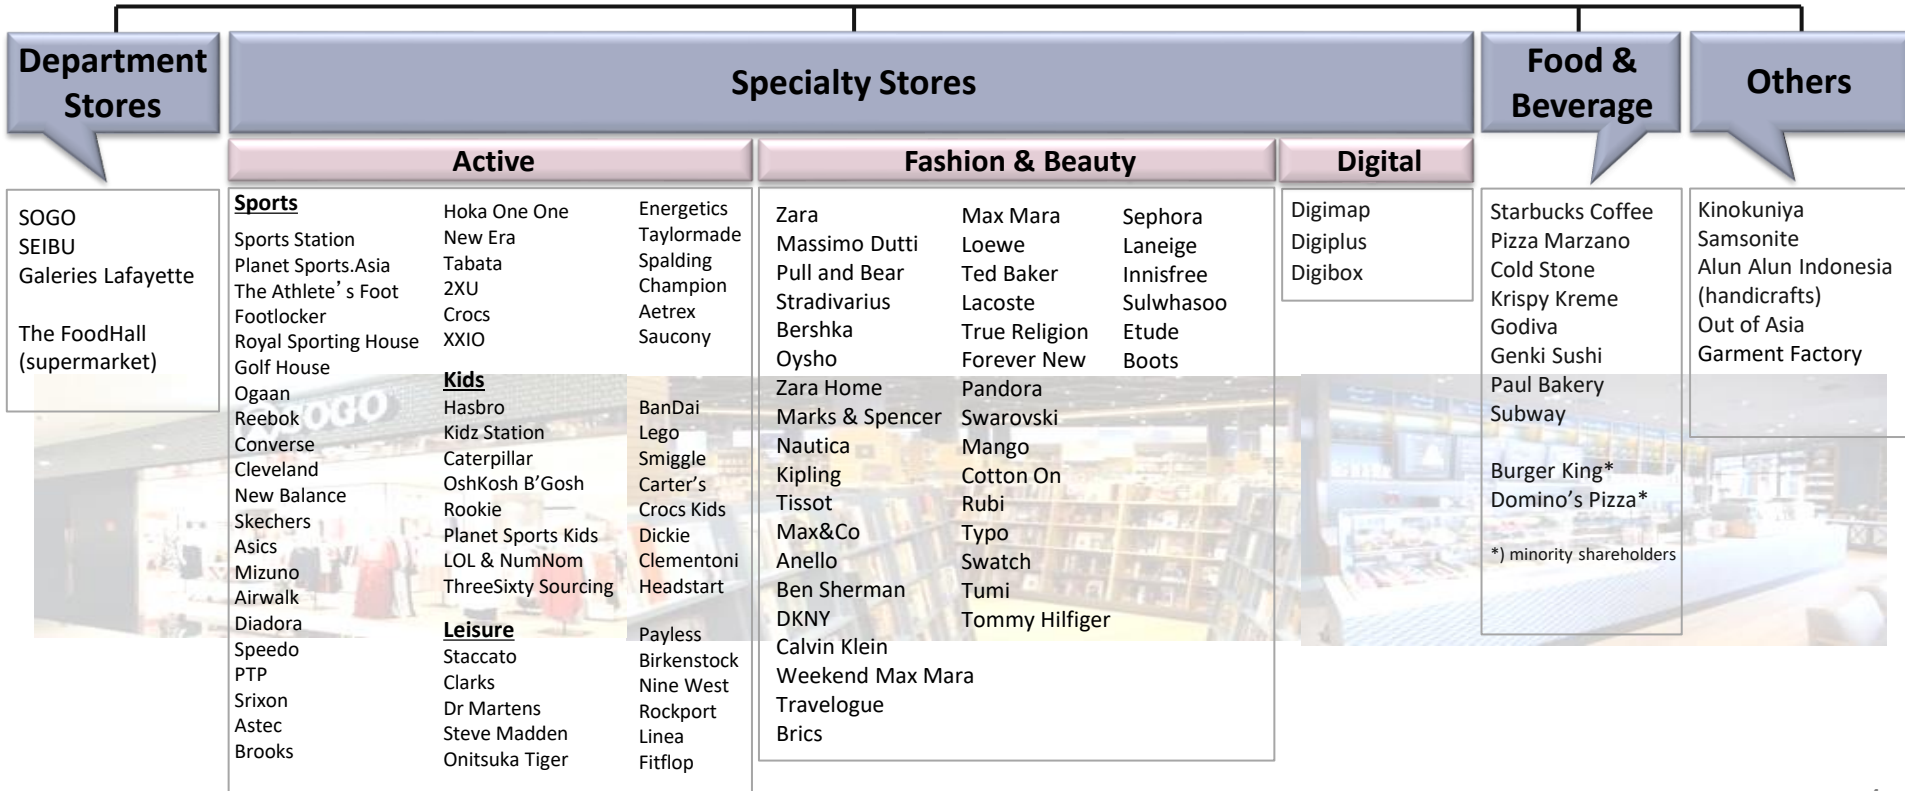 Department
Stores
Specialty Stores
Food &
Beverage
Others
Active
Fashion & Beauty
Digital
SOGO
SEIBU
Galeries Lafayette
The FoodHall
(supermarket)
Sports
Sports Station
Planet Sports.Asia
The Athlete's Foot
Footlocker
Royal Sporting House
Golf House
Ogaan
Reebok
Converse
Cleveland
New Balance
Skechers
Asics
Mizuno
Airwalk
Diadora
Speedo
PTP
Srixon
Astec
Brooks
Hoka One One
New Era
Tabata
2XU
Crocs
XXIO
Energetics
Taylormade
Spalding
Champion
Aetrex
Saucony
Kids
Hasbro
Kidz Station
Caterpillar
OshKosh B'Gosh
Rookie
Planet Sports Kids
LOL & NumNom
ThreeSixty Sourcing
BanDai
Lego
Smiggle
Carter's
Crocs Kids
Dickie
Clementoni
Headstart
Leisure
Staccato
Clarks
Dr Martens
Steve Madden
Onitsuka Tiger
Payless
Birkenstock
Nine West
Rockport
Linea
Fitflop
Zara
Massimo Dutti
Pull and Bear
Stradivarius
Bershka
Oysho
Zara Home
Marks & Spencer
Nautica
Kipling
Tissot
Max&Co
Anello
Ben Sherman
DKNY
Calvin Klein
Weekend Max Mara
Travelogue
Brics
Max Mara
Loewe
Ted Baker
Lacoste
True Religion
Forever New
Pandora
Swarovski
Mango
Cotton On
Rubi
Typo
Swatch
Tumi
Tommy Hilfiger
Sephora
Laneige
Innisfree
Sulwhasoo
Etude
Boots
Digimap
Digiplus
Digibox
Starbucks Coffee
Pizza Marzano
Cold Stone
Krispy Kreme
Godiva
Genki Sushi
Paul Bakery
Subway
Burger King*
Domino's Pizza*
*) minority shareholders
Kinokuniya
Samsonite
Alun Alun Indonesia
(handicrafts)
Out of Asia
Garment Factory
SOGO